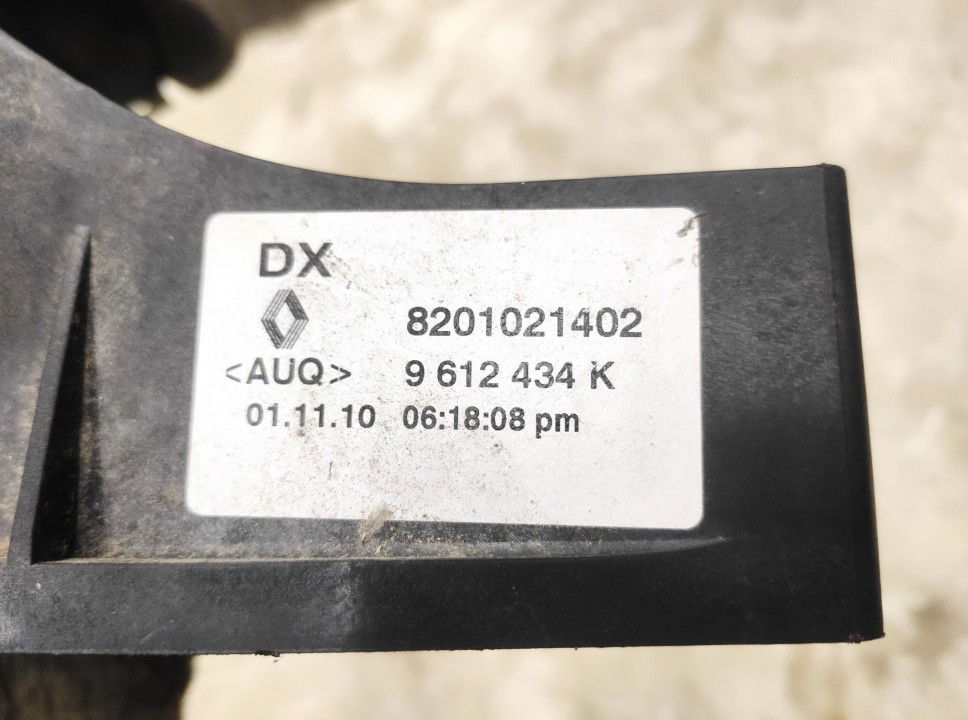 DX
8201021402
<AUQ> 9 612 434 K
01.11.10 06:18:08 pm